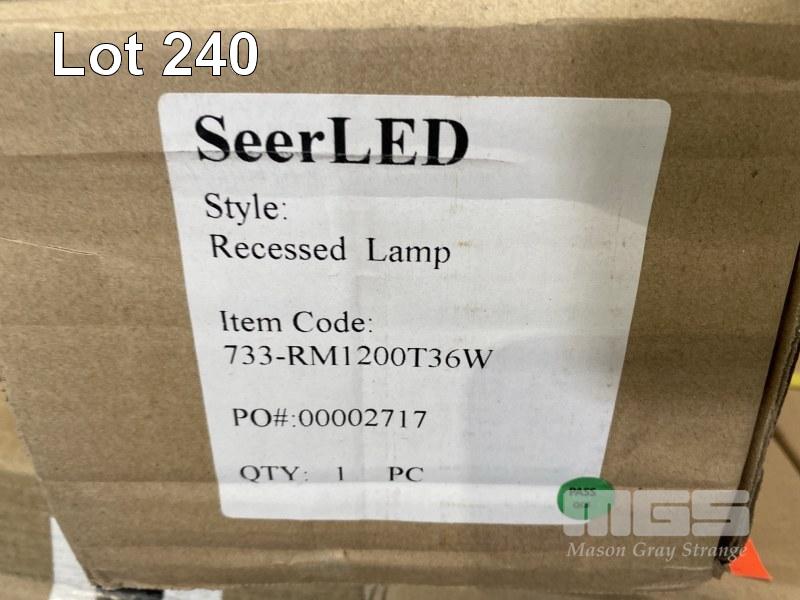 Lot 240
SeerLED
Style:
Recessed Lamp
Item Code:
733-RM1200T36W
PO#:00002717
QTY: 1 PC
PASS
MGS
Mason Gray Strange